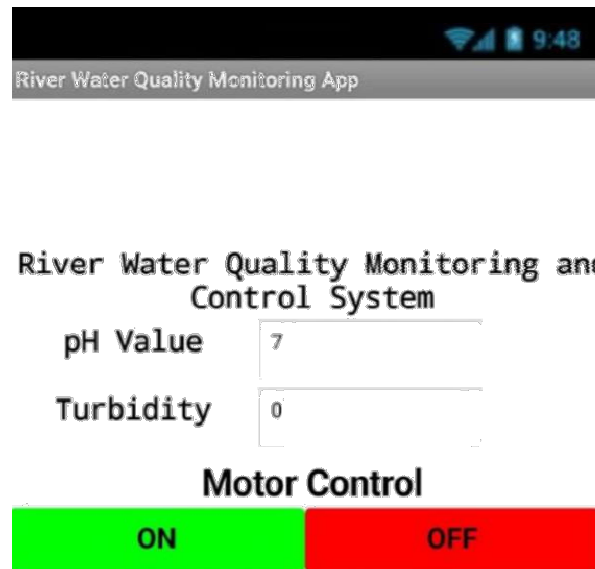 9:48
River Water Quality Monitoring App
River Water Quality Monitoring and
Control System
pH Value 7
Turbidity 0
Motor Control
ON OFF